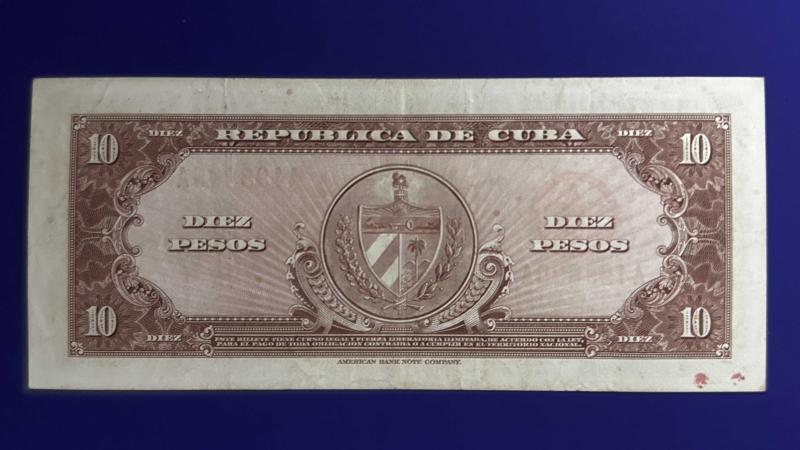 10 DIEZ REPUBLICA DE CUBA DIEZ 10
DIEZ PESOS
DIEZ PESOS
10 DIEZ DIEZ 10
ESTE BILLETE TIENE CURSO LEGAL Y FUERZA LIBERATORIA ILIMITADA, DE ACUERDO CON LA LEY,
PARA EL PAGO DE TODA OBLIGACION CONTRAIDA O A CUMPLIR EN EL TERRITORIO NACIONAL.
AMERICAN BANK NOTE COMPANY.